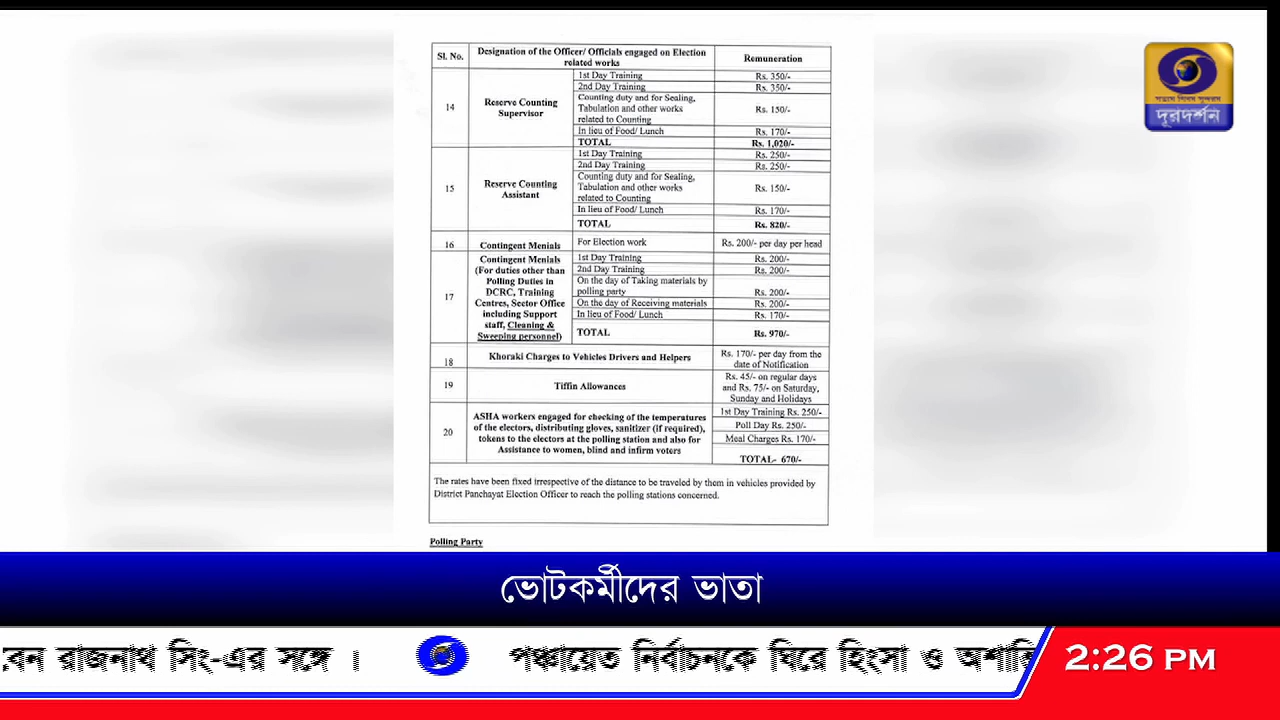 Sl. No. Designation of the Officer/ Officials engaged on Election related works Remuneration
14 Reserve Counting Supervisor
1st Day Training Rs. 350/-
2nd Day Training Rs. 350/-
Counting duty and for Sealing, Tabulation and other works related to Counting Rs. 150/-
In lieu of Food/ Lunch Rs. 170/-
TOTAL Rs. 1,020/-
15 Reserve Counting Assistant
1st Day Training Rs. 250/-
2nd Day Training Rs. 250/-
Counting duty and for Sealing, Tabulation and other works related to Counting Rs. 150/-
In lieu of Food/ Lunch Rs. 170/-
TOTAL Rs. 820/-
16 Contingent Menials For Election work Rs. 200/- per day per head
17 Contingent Menials (For duties other than Polling Duties in DCRC, Training Centres, Sector Office including Support staff, Cleaning & Sweeping personnel)
1st Day Training Rs. 200/-
2nd Day Training Rs. 200/-
On the day of Taking materials by polling party Rs. 200/-
On the day of Receiving materials Rs. 200/-
In lieu of Food/ Lunch Rs. 170/-
TOTAL Rs. 970/-
18 Khoraki Charges to Vehicles Drivers and Helpers Rs. 170/- per day from the date of Notification
19 Tiffin Allowances Rs. 45/- on regular days and Rs. 75/- on Saturday, Sunday and Holidays
20 ASHA workers engaged for checking of the temperatures of the electors, distributing gloves, sanitizer (if required), tokens to the electors at the polling station and also for Assistance to women, blind and infirm voters
1st Day Training Rs. 250/-
Poll Day Rs. 250/-
Meal Charges Rs. 170/-
TOTAL- 670/-
The rates have been fixed irrespective of the distance to be traveled by them in vehicles provided by
District Panchayat Election Officer to reach the polling stations concerned.
Polling Party
সত্যম শিবম সুন্দরম
দূরদর্শন
ভোটকর্মীদের ভাতা
রাজনাথ সিং-এর সঙ্গে । পঞ্চায়েত নির্বাচনকে ঘিরে হিংসা ও
2:26 PM